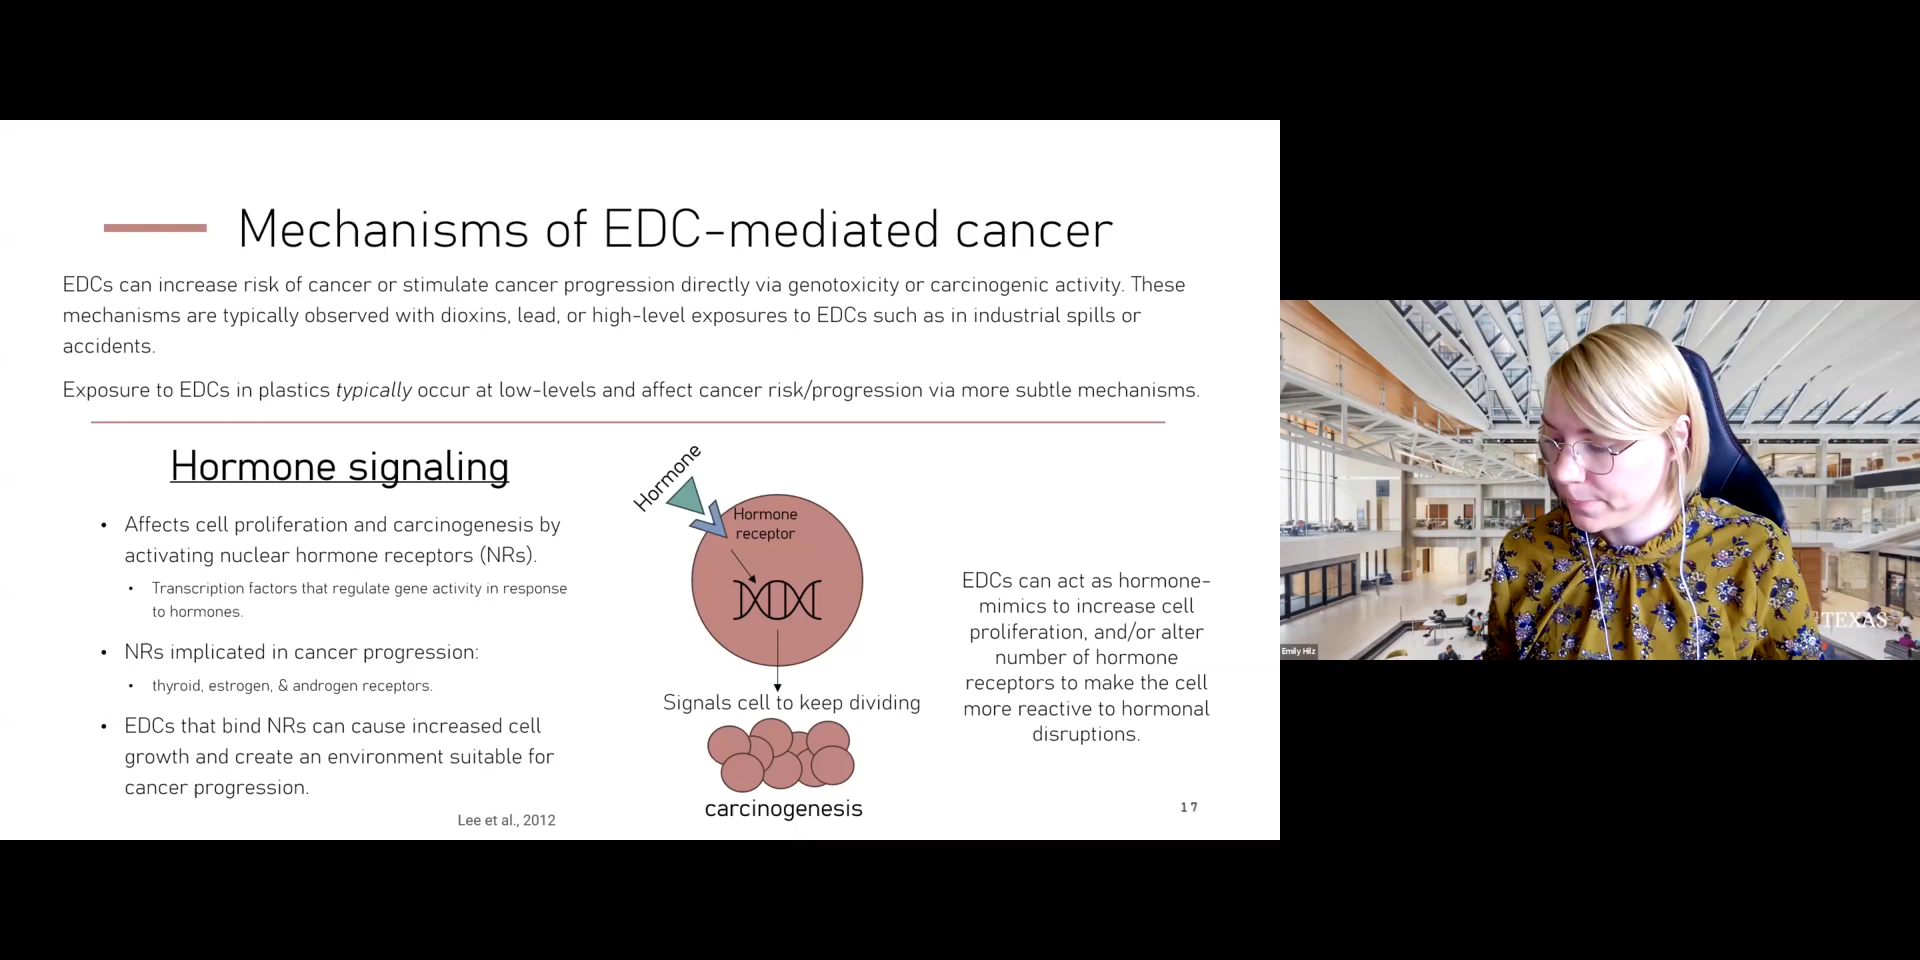 Mechanisms of EDC-mediated cancer
EDCs can increase risk of cancer or stimulate cancer progression directly via genotoxicity or carcinogenic activity. These
mechanisms are typically observed with dioxins, lead, or high-level exposures to EDCs such as in industrial spills or
accidents.
Exposure to EDCs in plastics typically occur at low-levels and affect cancer risk/progression via more subtle mechanisms.
Hormone signaling
• Affects cell proliferation and carcinogenesis by
activating nuclear hormone receptors (NRs).
• Transcription factors that regulate gene activity in response
to hormones.
• NRs implicated in cancer progression:
• thyroid, estrogen, & androgen receptors.
• EDCs that bind NRs can cause increased cell
growth and create an environment suitable for
cancer progression.
Lee et al., 2012
Hormone
Hormone
receptor
Signals cell to keep dividing
carcinogenesis
EDCs can act as hormone-
mimics to increase cell
proliferation, and/or alter
number of hormone
receptors to make the cell
more reactive to hormonal
disruptions.
17
TEXAS
Emily Hilz